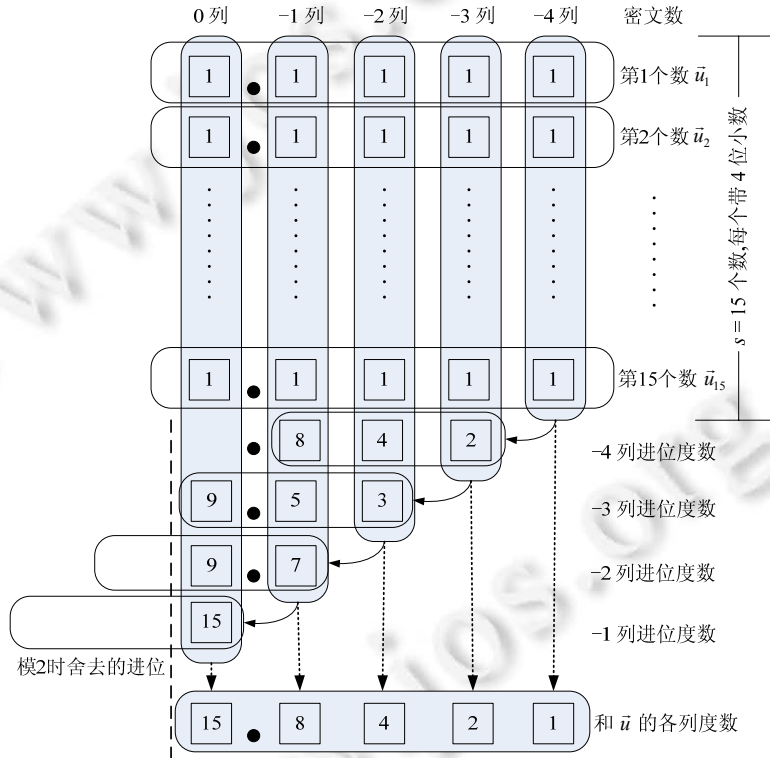 0 列 −1 列 −2 列 −3 列 −4 列 密文数
1 1 1 1 1 第1个数 u⃗₁
1 1 1 1 1 第2个数 u⃗₂
s = 15 个数,每个带 4 位小数
1 1 1 1 1 第15个数 u⃗₁₅
8 4 2 −4 列进位度数
9 5 3 −3 列进位度数
9 7 −2 列进位度数
15 −1 列进位度数
模2时舍去的进位
15 8 4 2 1 和 u⃗ 的各列度数